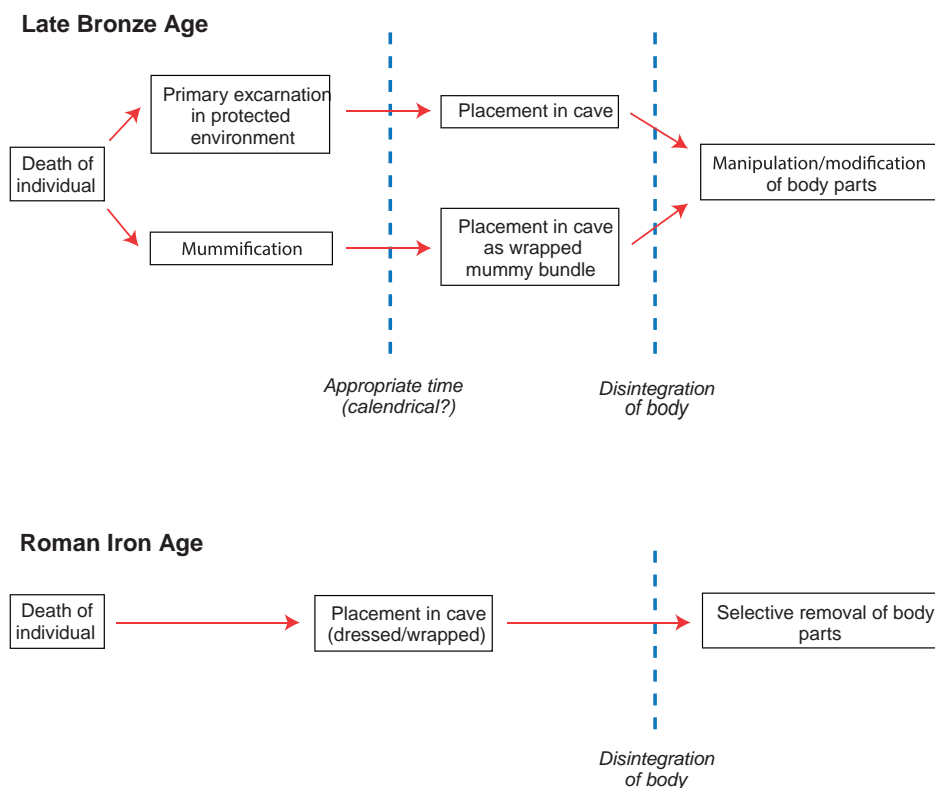 Late Bronze Age
Primary excarnation
in protected
environment
Placement in cave
Death of
individual
Manipulation/modification
of body parts
Mummification
Placement in cave
as wrapped
mummy bundle
Appropriate time
(calendrical?)
Disintegration
of body
Roman Iron Age
Death of
individual
Placement in cave
(dressed/wrapped)
Selective removal of body
parts
Disintegration
of body